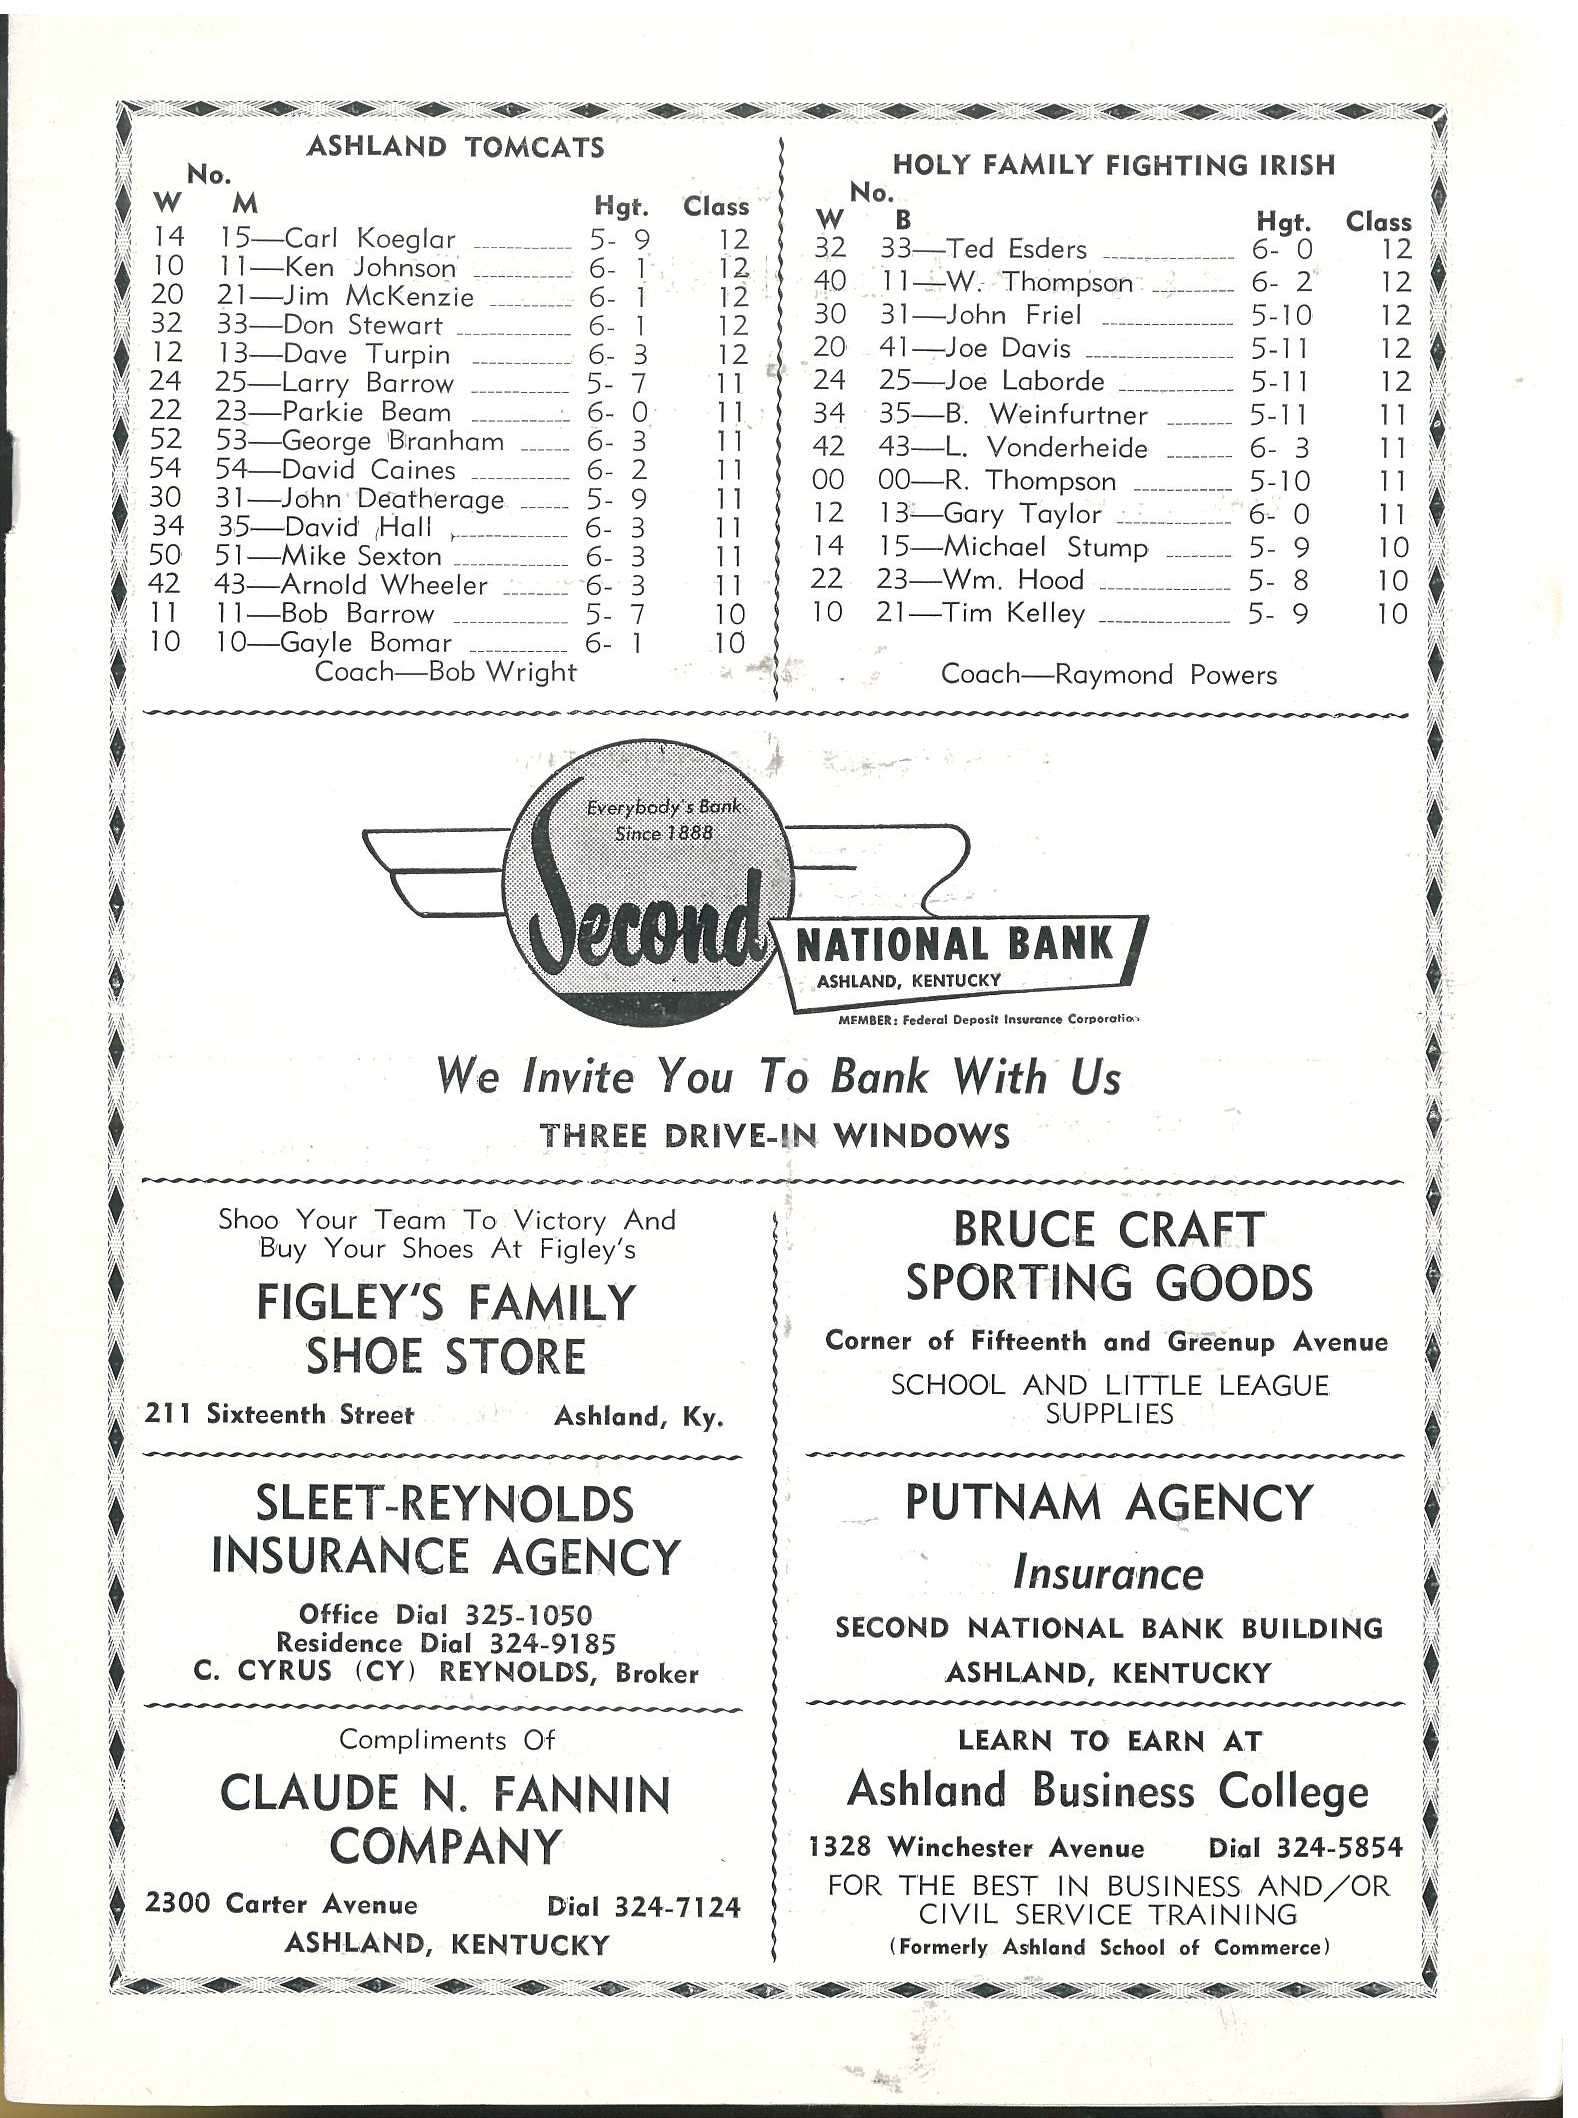 ASHLAND TOMCATS
No.
W M Hgt. Class
14 15—Carl Koeglar 5- 9 12
10 11—Ken Johnson 6- 1 12
20 21—Jim McKenzie 6- 1 12
32 33—Don Stewart 6- 1 12
12 13—Dave Turpin 6- 3 12
24 25—Larry Barrow 5- 7 11
22 23—Parkie Beam 6- 0 11
52 53—George Branham 6- 3 11
54 54—David Caines 6- 2 11
30 31—John Deatherage 5- 9 11
34 35—David Hall 6- 3 11
50 51—Mike Sexton 6- 3 11
42 43—Arnold Wheeler 6- 3 11
11 11—Bob Barrow 5- 7 10
10 10—Gayle Bomar 6- 1 10
Coach—Bob Wright
HOLY FAMILY FIGHTING IRISH
No.
W B Hgt. Class
32 33—Ted Esders 6- 0 12
40 11—W. Thompson 6- 2 12
30 31—John Friel 5-10 12
20 41—Joe Davis 5-11 12
24 25—Joe Laborde 5-11 12
34 35—B. Weinfurtner 5-11 11
42 43—L. Vonderheide 6- 3 11
00 00—R. Thompson 5-10 11
12 13—Gary Taylor 6- 0 11
14 15—Michael Stump 5- 9 10
22 23—Wm. Hood 5- 8 10
10 21—Tim Kelley 5- 9 10
Coach—Raymond Powers
Everybody's Bank
Since 1888
Second
NATIONAL BANK
ASHLAND, KENTUCKY
MEMBER: Federal Deposit Insurance Corporation
We Invite You To Bank With Us
THREE DRIVE-IN WINDOWS
Shoo Your Team To Victory And
Buy Your Shoes At Figley's
FIGLEY'S FAMILY
SHOE STORE
211 Sixteenth Street Ashland, Ky.
BRUCE CRAFT
SPORTING GOODS
Corner of Fifteenth and Greenup Avenue
SCHOOL AND LITTLE LEAGUE
SUPPLIES
SLEET-REYNOLDS
INSURANCE AGENCY
Office Dial 325-1050
Residence Dial 324-9185
C. CYRUS (CY) REYNOLDS, Broker
PUTNAM AGENCY
Insurance
SECOND NATIONAL BANK BUILDING
ASHLAND, KENTUCKY
Compliments Of
CLAUDE N. FANNIN
COMPANY
2300 Carter Avenue Dial 324-7124
ASHLAND, KENTUCKY
LEARN TO EARN AT
Ashland Business College
1328 Winchester Avenue Dial 324-5854
FOR THE BEST IN BUSINESS AND/OR
CIVIL SERVICE TRAINING
(Formerly Ashland School of Commerce)